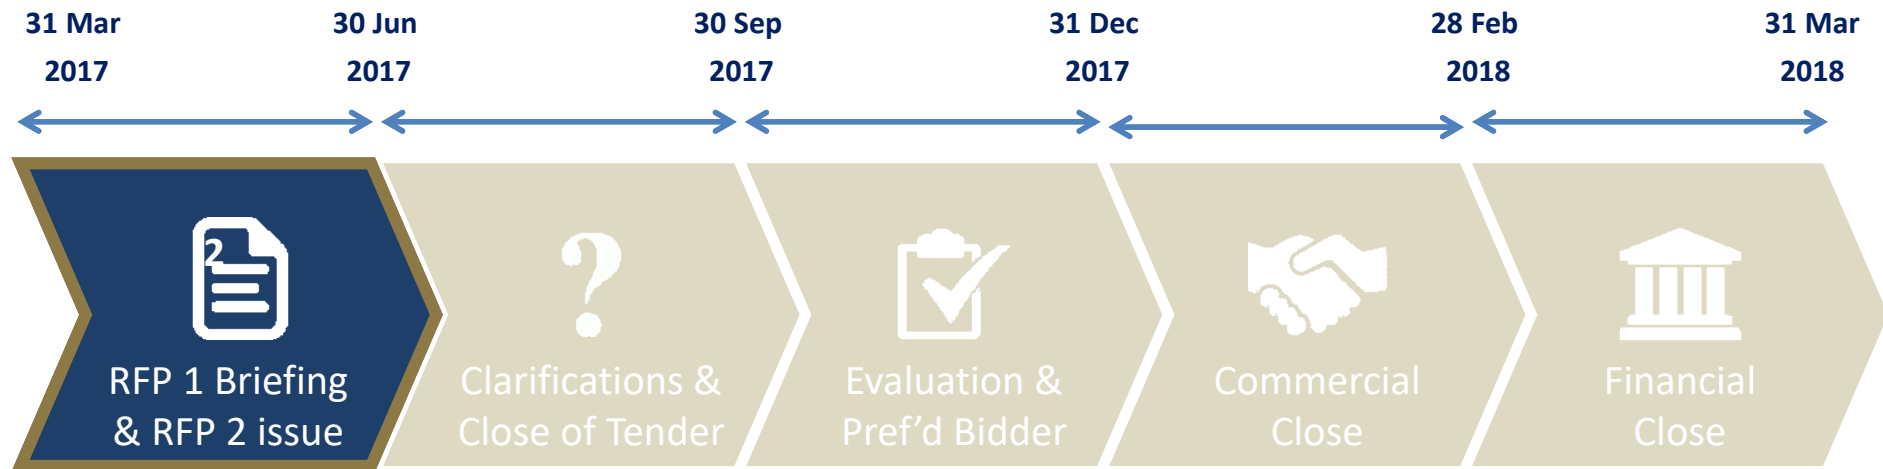 31 Mar
2017
30 Jun
2017
30 Sep
2017
31 Dec
2017
28 Feb
2018
31 Mar
2018
2
RFP 1 Briefing
& RFP 2 issue
?
Clarifications &
Close of Tender
Evaluation &
Pref’d Bidder
Commercial
Close
Financial
Close